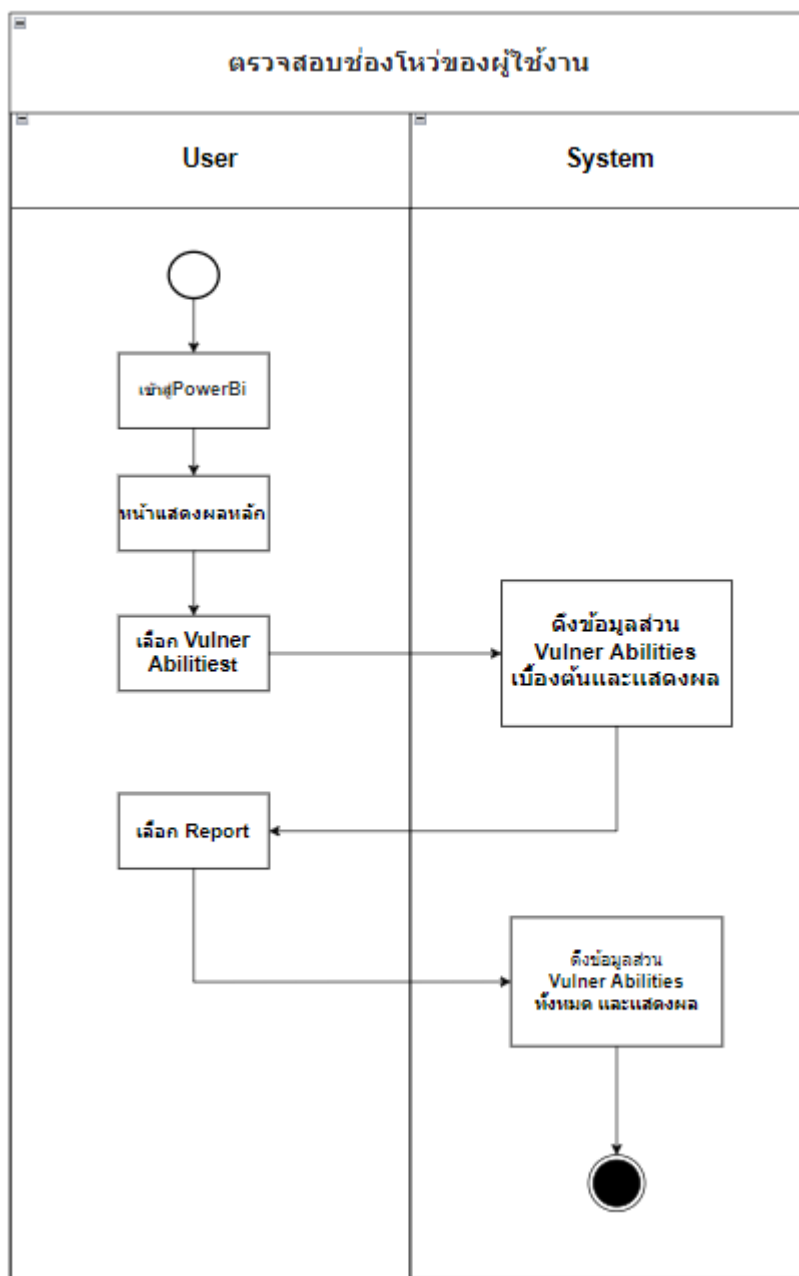 ตรวจสอบช่องโหว่ของผู้ใช้งาน
User
System
เข้าสู่PowerBi
หน้าแสดงผลหลัก
เลือก Vulner
Abilitiest
ดึงข้อมูลส่วน
Vulner Abilities
เบื้องต้นและแสดงผล
เลือก Report
ดึงข้อมูลส่วน
Vulner Abilities
ทั้งหมด และแสดงผล